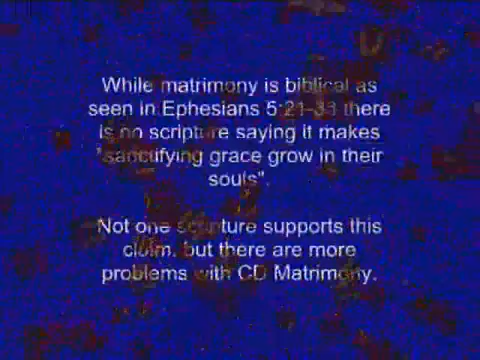 While matrimony is biblical as
seen in Ephesians 5:21-33 there
is no scripture saying it makes
"sanctifying grace grow in their
souls".
Not one scripture supports this
claim, but there are more
problems with CD Matrimony.